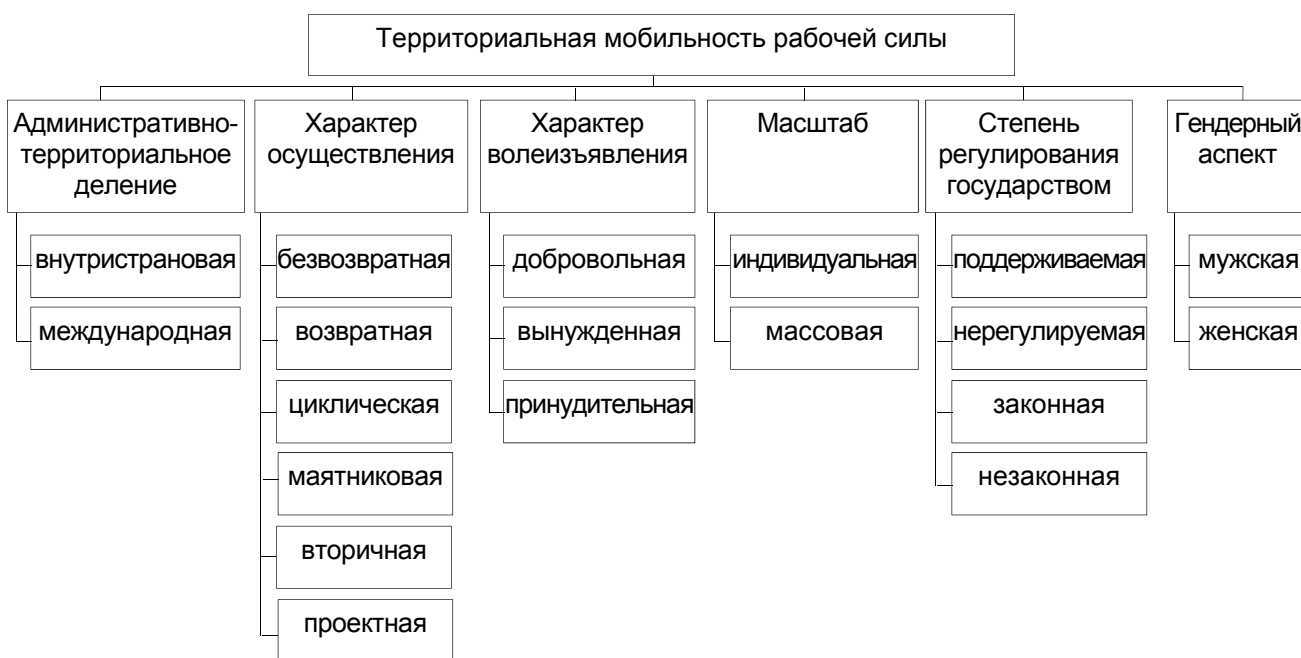 Территориальная мобильность рабочей силы
Административно-
территориальное
деление
внутристрановая
международная
Характер
осуществления
безвозвратная
возвратная
циклическая
маятниковая
вторичная
проектная
Характер
волеизъявления
добровольная
вынужденная
принудительная
Масштаб
индивидуальная
массовая
Степень
регулирования
государством
поддерживаемая
нерегулируемая
законная
незаконная
Гендерный
аспект
мужская
женская